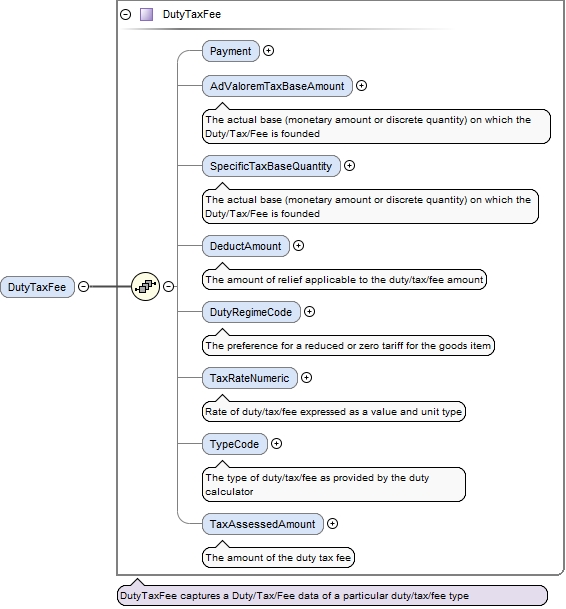 DutyTaxFee
Payment
AdValoremTaxBaseAmount
The actual base (monetary amount or discrete quantity) on which the
Duty/Tax/Fee is founded
SpecificTaxBaseQuantity
The actual base (monetary amount or discrete quantity) on which the
Duty/Tax/Fee is founded
DeductAmount
The amount of relief applicable to the duty/tax/fee amount
DutyTaxFee
DutyRegimeCode
The preference for a reduced or zero tariff for the goods item
TaxRateNumeric
Rate of duty/tax/fee expressed as a value and unit type
TypeCode
The type of duty/tax/fee as provided by the duty
calculator
TaxAssessedAmount
The amount of the duty tax fee
DutyTaxFee captures a Duty/Tax/Fee data of a particular duty/tax/fee type